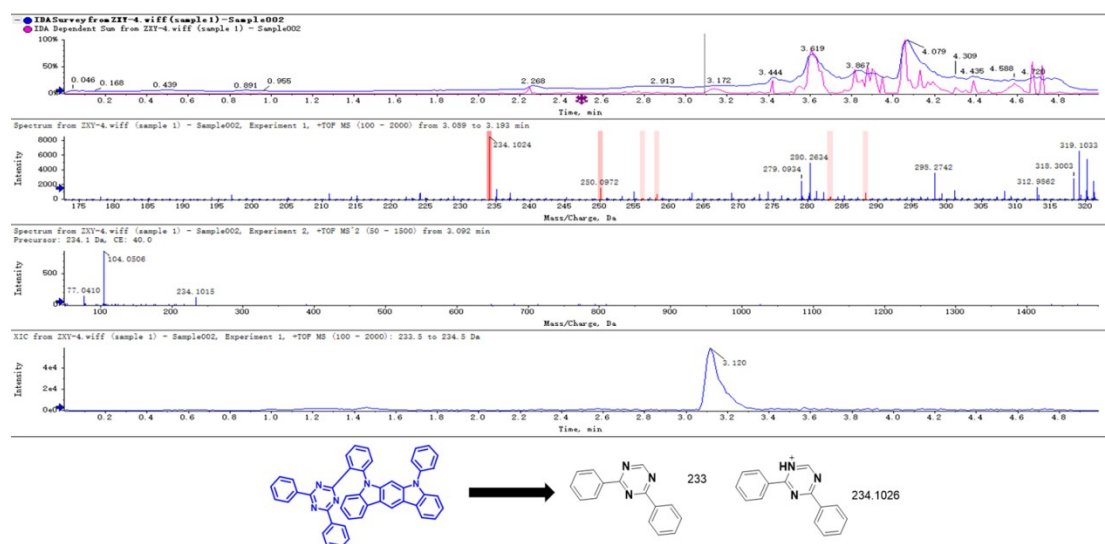 IDA Survey from ZXY-4.wiff (sample 1) - Sample002
IDA Dependent Sum from ZXY-4.wiff (sample 1) - Sample002
100%
50%
0%
0.046
0.168
0.439
0.891
0.955
2.268
2.913
3.172
3.444
3.619
3.867
4.079
4.309
4.435
4.588
4.720
0.2 0.4 0.6 0.8 1.0 1.2 1.4 1.6 1.8 2.0 2.2 2.4 2.6 2.8 3.0 3.2 3.4 3.6 3.8 4.0 4.2 4.4 4.6 4.8
Time, min
Spectrum from ZXY-4.wiff (sample 1) - Sample002, Experiment 1, +TOF MS (100 - 2000) from 3.089 to 3.193 min
Intensity
8000
6000
4000
2000
0
234.1024
250.0972
279.0934
280.2634
298.2742
312.9862
318.3003
319.1033
175 180 185 190 195 200 205 210 215 220 225 230 235 240 245 250 255 260 265 270 275 280 285 290 295 300 305 310 315 320
Mass/Charge, Da
Spectrum from ZXY-4.wiff (sample 1) - Sample002, Experiment 2, +TOF MS^2 (50 - 1500) from 3.092 min
Precursor: 234.1 Da, CE: 40.0
Intensity
500
0
77.0410
104.0506
234.1015
100 200 300 400 500 600 700 800 900 1000 1100 1200 1300 1400
Mass/Charge, Da
XIC from ZXY-4.wiff (sample 1) - Sample002, Experiment 1, +TOF MS (100 - 2000): 233.5 to 234.5 Da
Intensity
4e4
2e4
0e0
3.120
0.2 0.4 0.6 0.8 1.0 1.2 1.4 1.6 1.8 2.0 2.2 2.4 2.6 2.8 3.0 3.2 3.4 3.6 3.8 4.0 4.2 4.4 4.6 4.8
Time, min
N N N N N
N N N
233
HN+ N N
234.1026